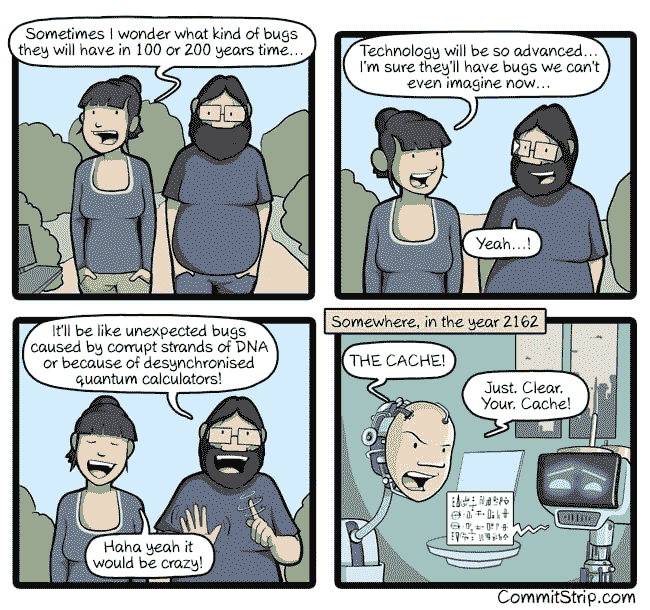 Sometimes I wonder what kind of bugs
they will have in 100 or 200 years time...
Technology will be so advanced...
I'm sure they'll have bugs we can't
even imagine now...
Yeah...!
It'll be like unexpected bugs
caused by corrupt strands of DNA
or because of desynchronised
quantum calculators!
Haha yeah it
would be crazy!
Somewhere, in the year 2162
THE CACHE!
Just. Clear.
Your. Cache!
CommitStrip.com